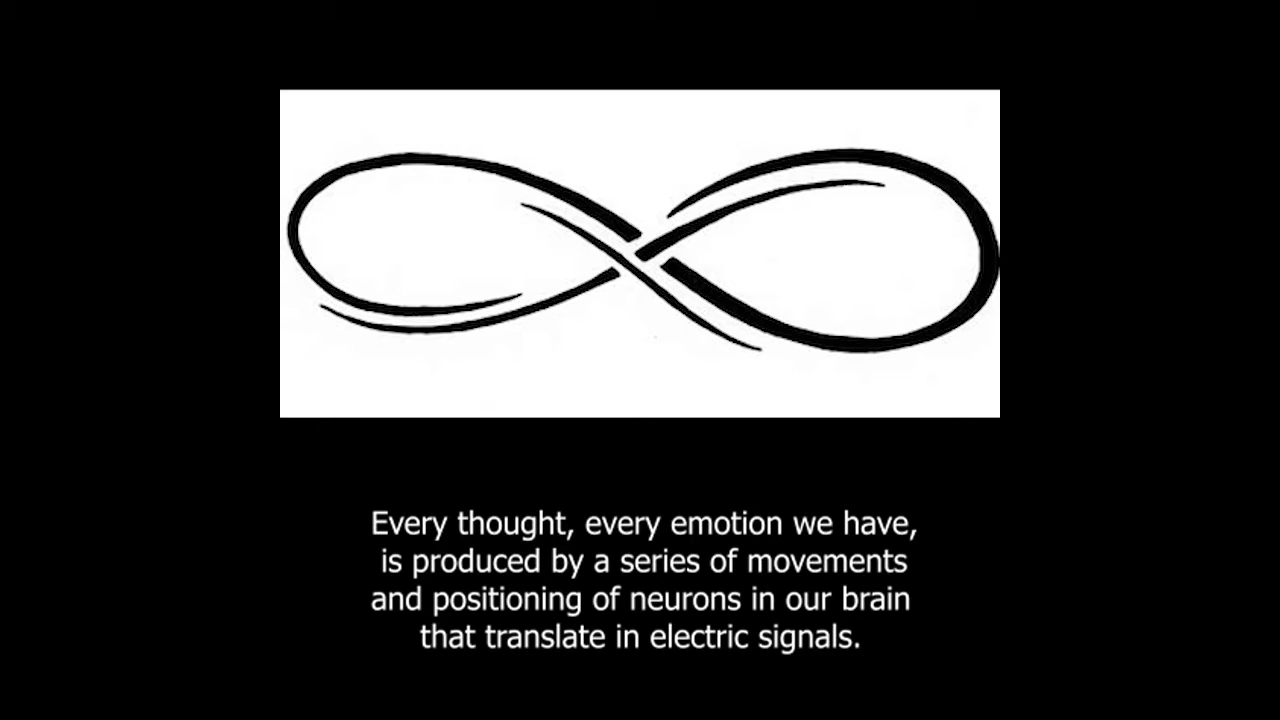 Every thought, every emotion we have,
is produced by a series of movements
and positioning of neurons in our brain
that translate in electric signals.